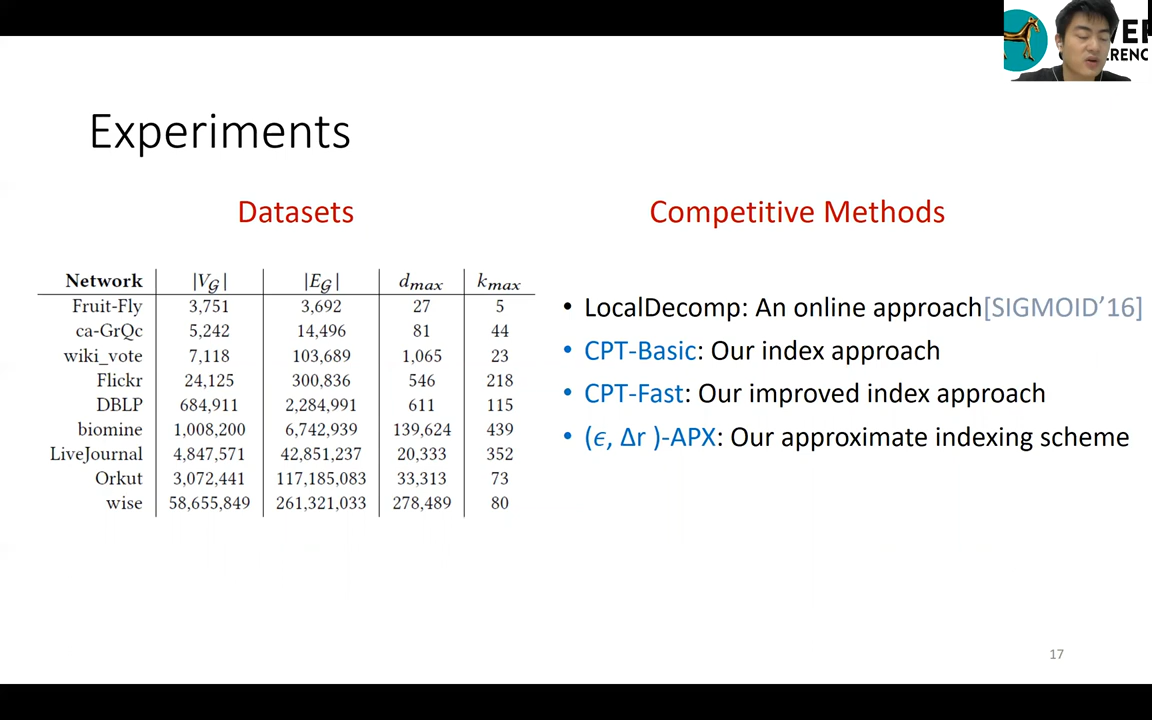 Experiments
Datasets
Network |V_G| |E_G| d_max k_max
Fruit-Fly 3,751 3,692 27 5
ca-GrQc 5,242 14,496 81 44
wiki_vote 7,118 103,689 1,065 23
Flickr 24,125 300,836 546 218
DBLP 684,911 2,284,991 611 115
biomine 1,008,200 6,742,939 139,624 439
LiveJournal 4,847,571 42,851,237 20,333 352
Orkut 3,072,441 117,185,083 33,313 73
wise 58,655,849 261,321,033 278,489 80
Competitive Methods
• LocalDecomp: An online approach[SIGMOID’16]
• CPT-Basic: Our index approach
• CPT-Fast: Our improved index approach
• (ϵ, Δr )-APX: Our approximate indexing scheme
17